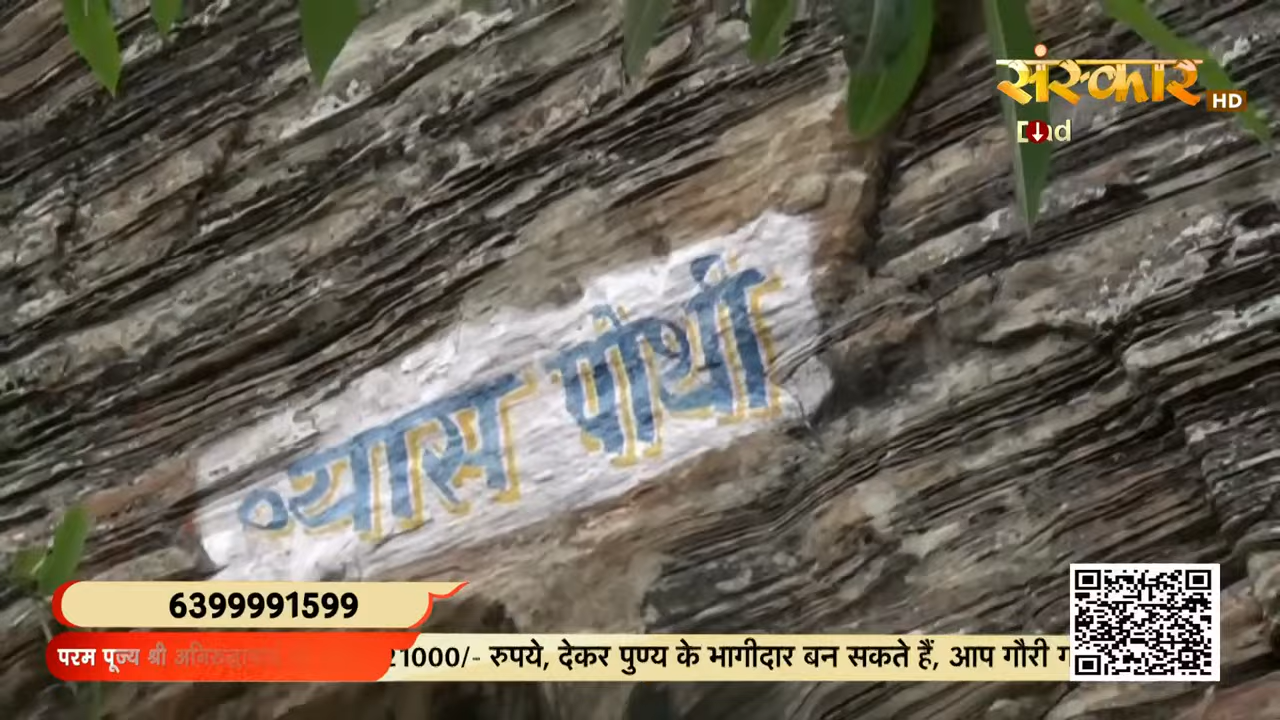 संस्कार HD
व्यास पोथी
6399991599
परम पूज्य श्री
21000/- रुपये, देकर पुण्य के भागीदार बन सकते हैं, आप गौरी